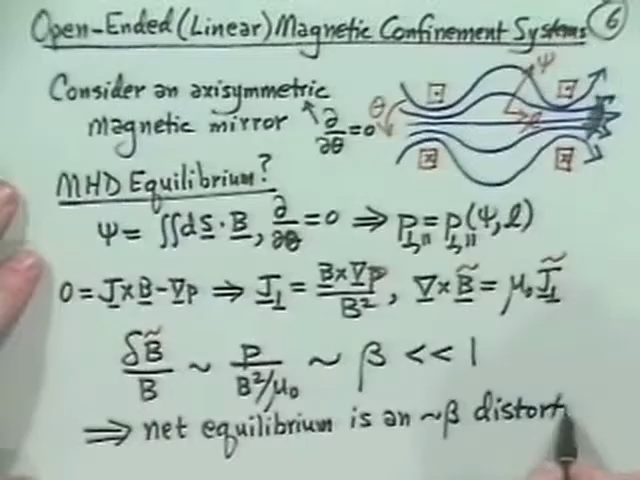 Open-Ended (Linear) Magnetic Confinement Systems 6
Consider an axisymmetric
magnetic mirror ∂/∂θ = 0
θ ψ
MHD Equilibrium?
ψ = ∫∫dS · B, ∂/∂θ = 0 ⇒ p⊥,∥ = p⊥,∥(ψ, l)
0 = J×B − ∇p ⇒ J⊥ = B×∇p/B², ∇×B̃ = μ₀J̃
δB̃/B ~ p/B²/μ₀ ~ β << 1
⇒ net equilibrium is an ~β distort